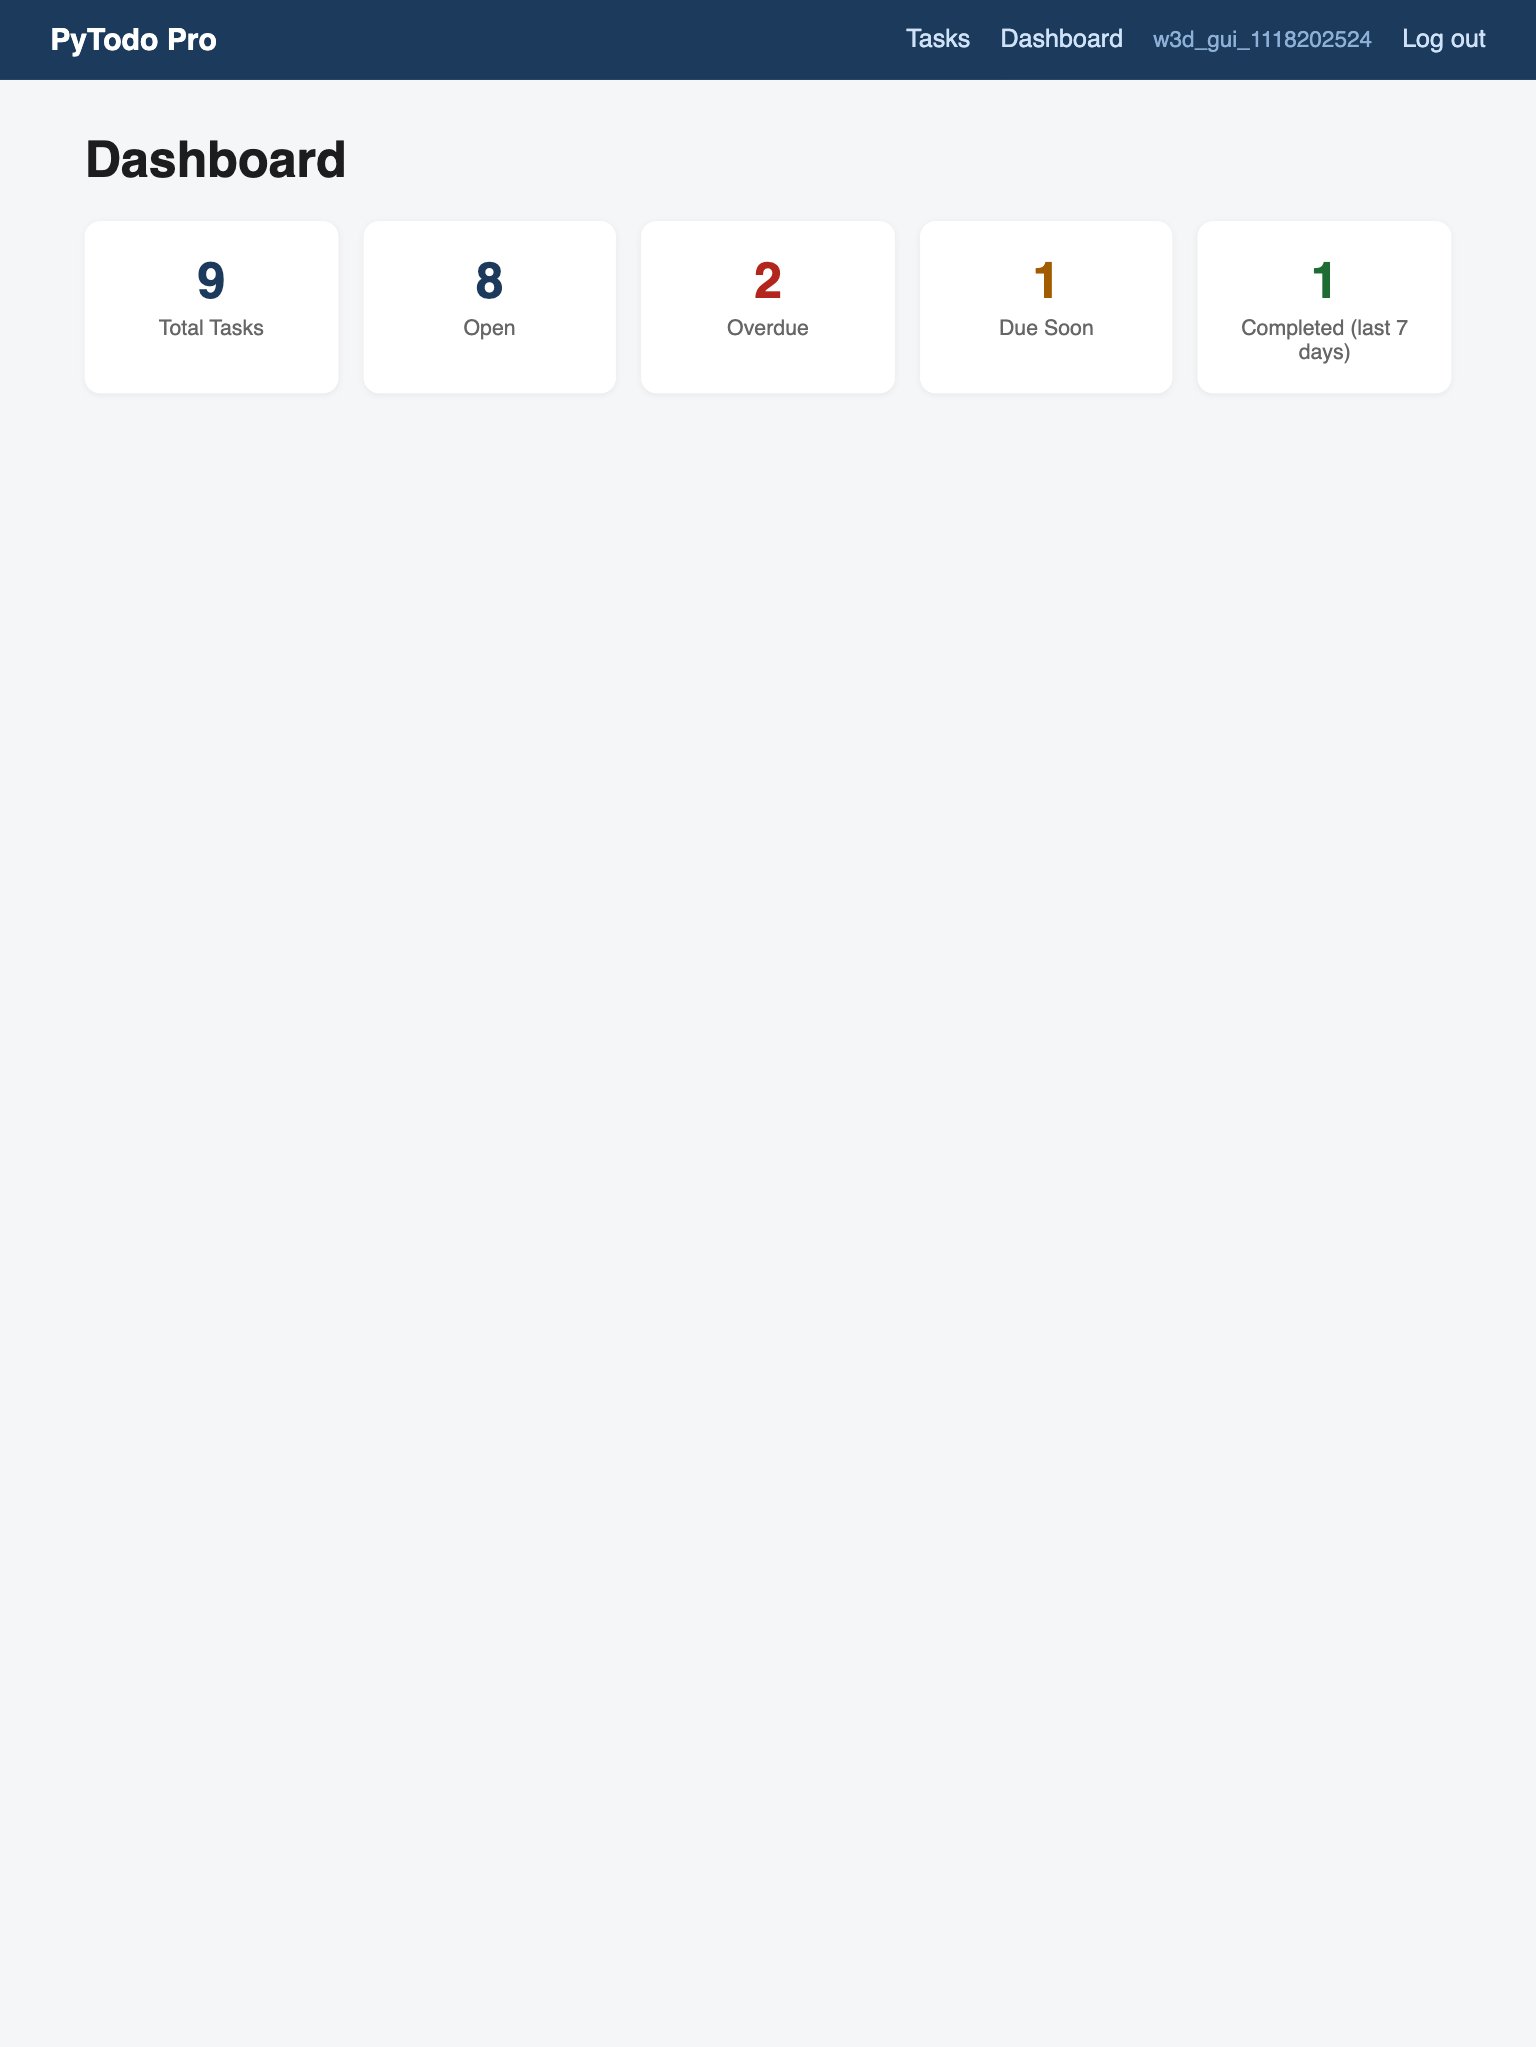 PyTodo Pro
Tasks
Dashboard
w3d_gui_1118202524
Log out
Dashboard
9
Total Tasks
8
Open
2
Overdue
1
Due Soon
1
Completed (last 7
days)